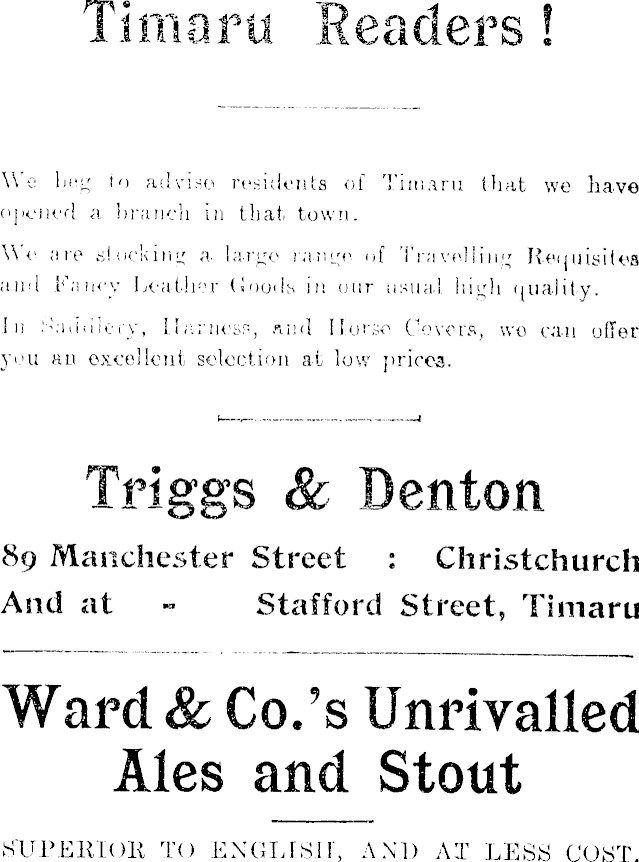 Timaru Readers !
We beg to advise residents of Timaru that we have
opened a branch in that town.
We are stocking a large range of Travelling Requisites
and Fancy Leather Goods in our usual high quality.
In Saddlery, Harness, and Horse Covers, we can offer
you an excellent selection at low prices.
Triggs & Denton
89 Manchester Street : Christchurch
And at - Stafford Street, Timaru
Ward & Co.'s Unrivalled
Ales and Stout
SUPERIOR TO ENGLISH, AND AT LESS COST.